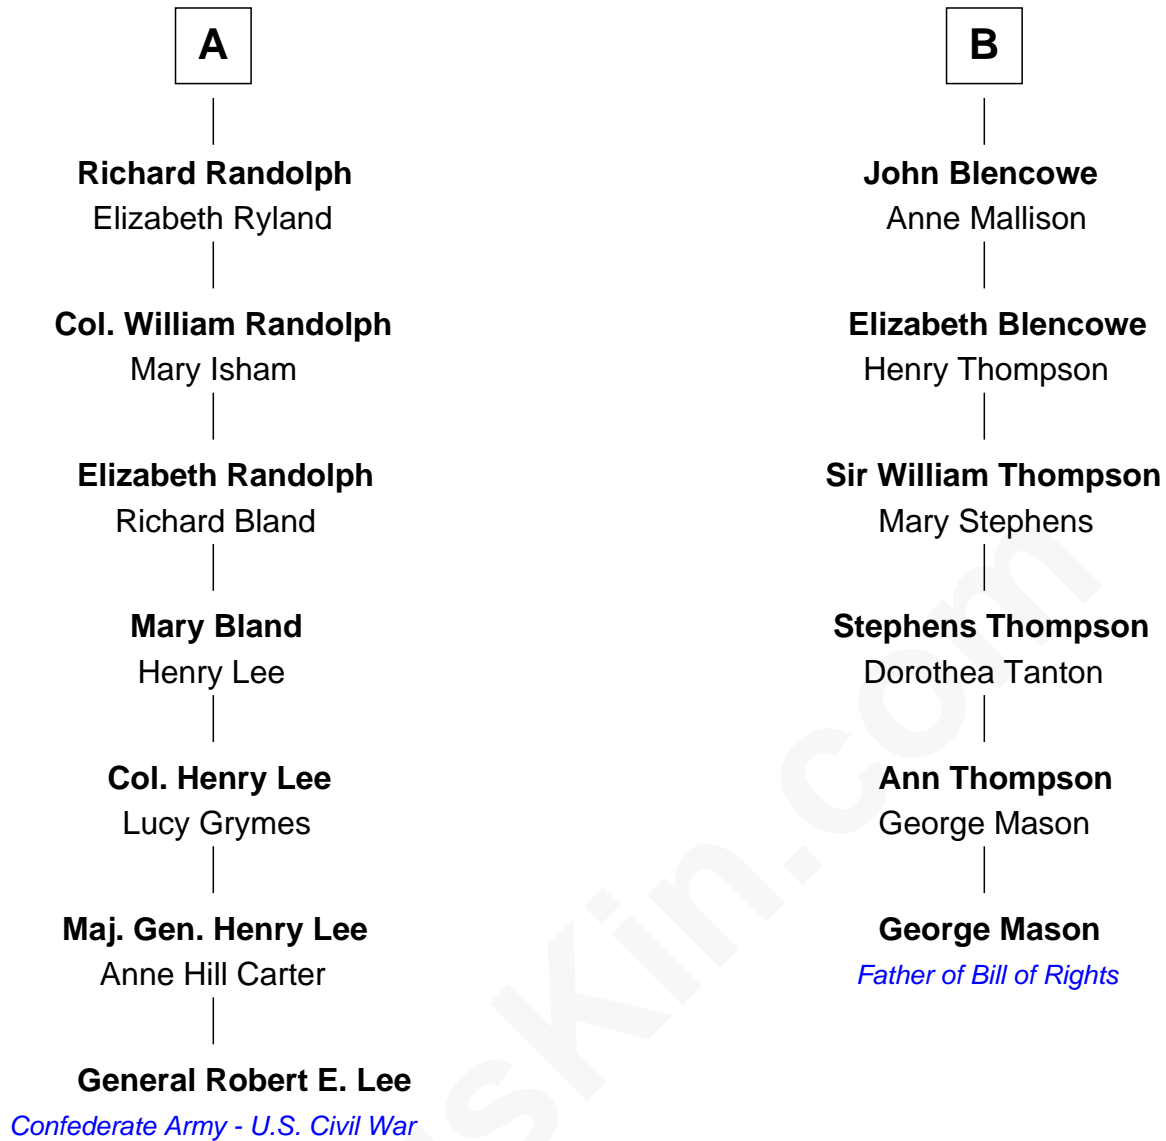 A
Richard Randolph
Elizabeth Ryland
Col. William Randolph
Mary Isham
Elizabeth Randolph
Richard Bland
Mary Bland
Henry Lee
Col. Henry Lee
Lucy Grymes
Maj. Gen. Henry Lee
Anne Hill Carter
General Robert E. Lee
Confederate Army - U.S. Civil War
B
John Blencowe
Anne Mallison
Elizabeth Blencowe
Henry Thompson
Sir William Thompson
Mary Stephens
Stephens Thompson
Dorothea Tanton
Ann Thompson
George Mason
George Mason
Father of Bill of Rights